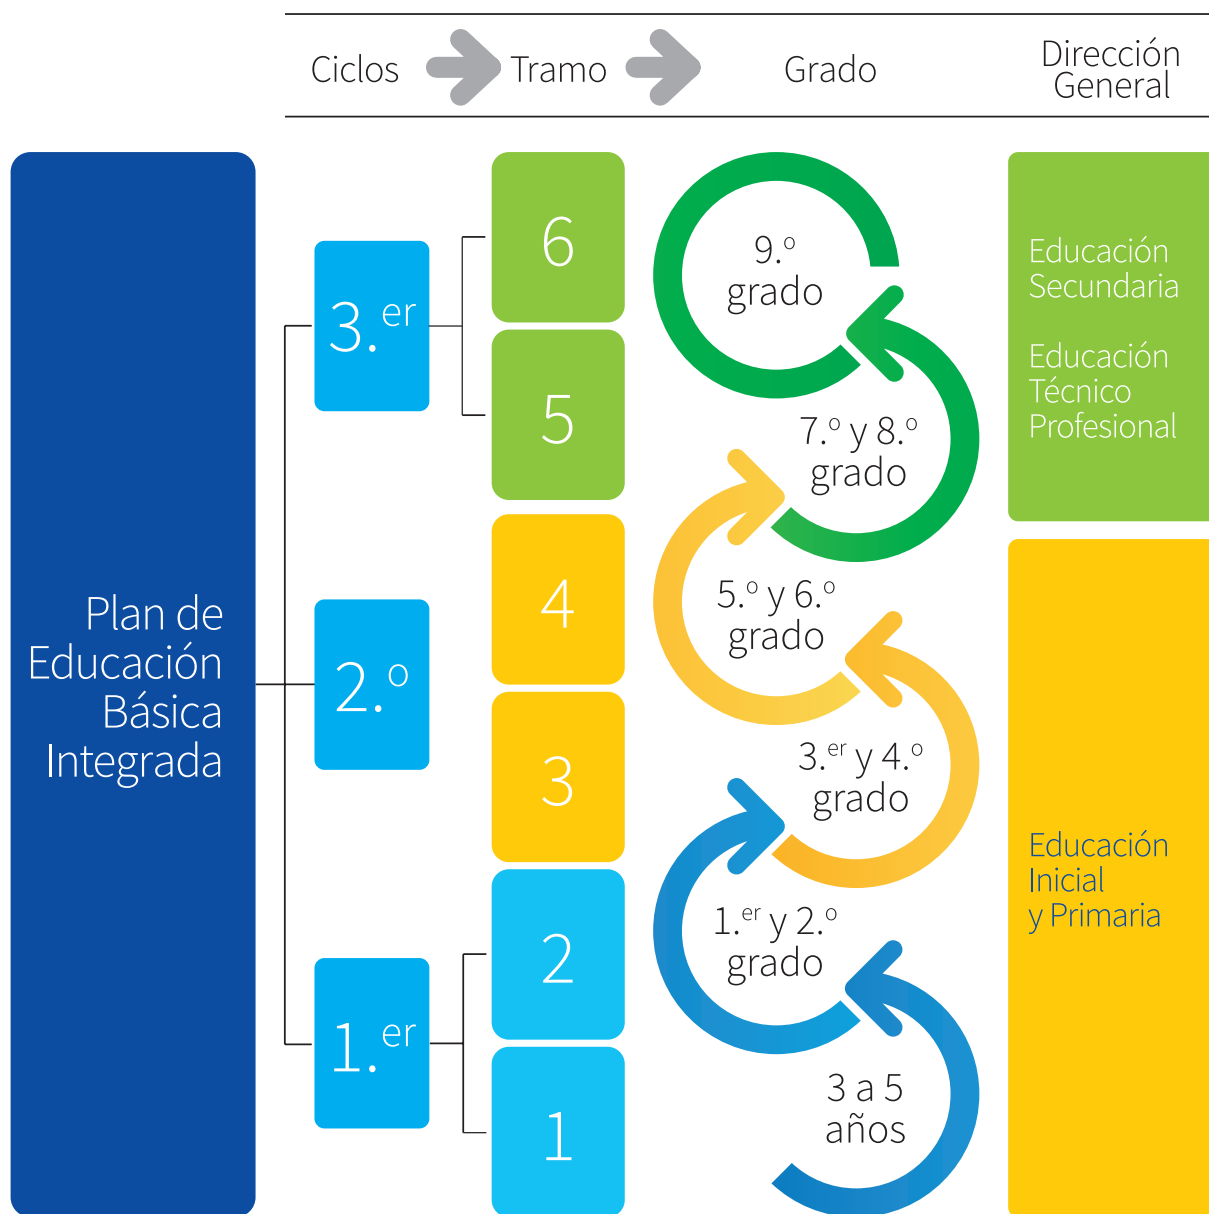 Ciclos
Tramo
Grado
Dirección
General
Plan de
Educación
Básica
Integrada
3.er
2.º
1.er
6
5
4
3
2
1
9.º
grado
7.º y 8.º
grado
5.º y 6.º
grado
3.er y 4.º
grado
1.er y 2.º
grado
3 a 5
años
Educación
Secundaria
Educación
Técnico
Profesional
Educación
Inicial
y Primaria